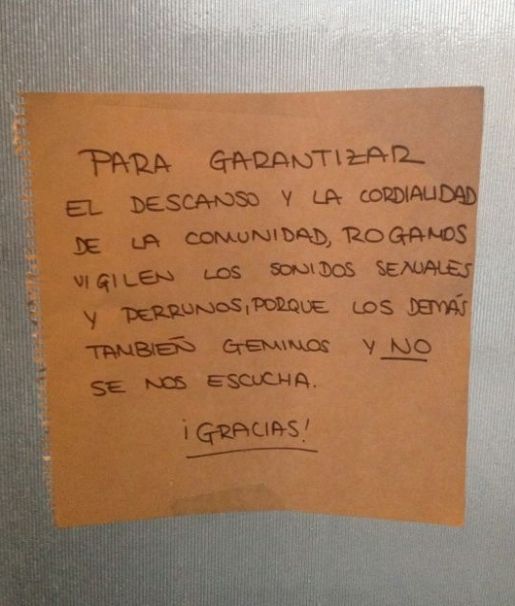 PARA GARANTIZAR
EL DESCANSO Y LA CORDIALIDAD
DE LA COMUNIDAD, ROGAMOS
VIGILEN LOS SONIDOS SEXUALES
Y PERRUNOS, PORQUE LOS DEMÁS
TAMBIEÑ GEMIMOS Y NO
SE NOS ESCUCHA.
¡GRACIAS!